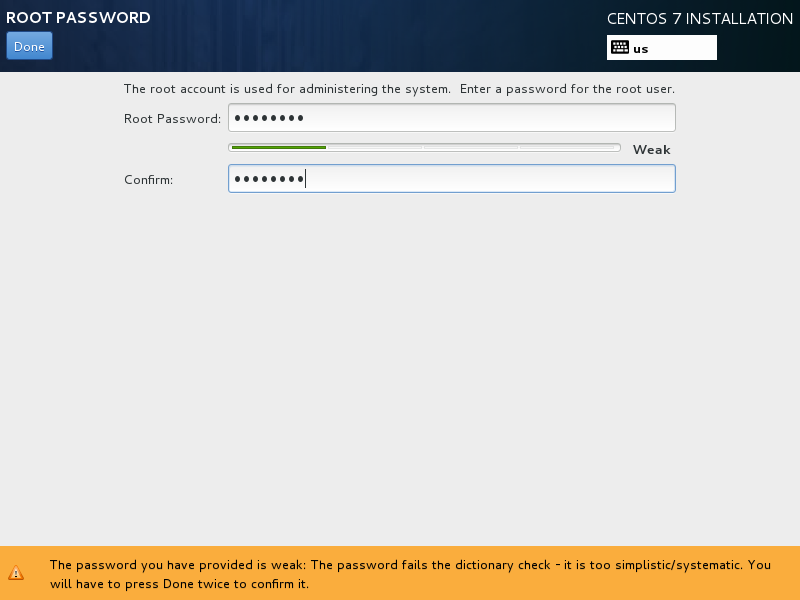 ROOT PASSWORD
CENTOS 7 INSTALLATION
Done
us
The root account is used for administering the system.  Enter a password for the root user.
Root Password: ••••••••
Weak
Confirm: ••••••••
The password you have provided is weak: The password fails the dictionary check - it is too simplistic/systematic. You
will have to press Done twice to confirm it.